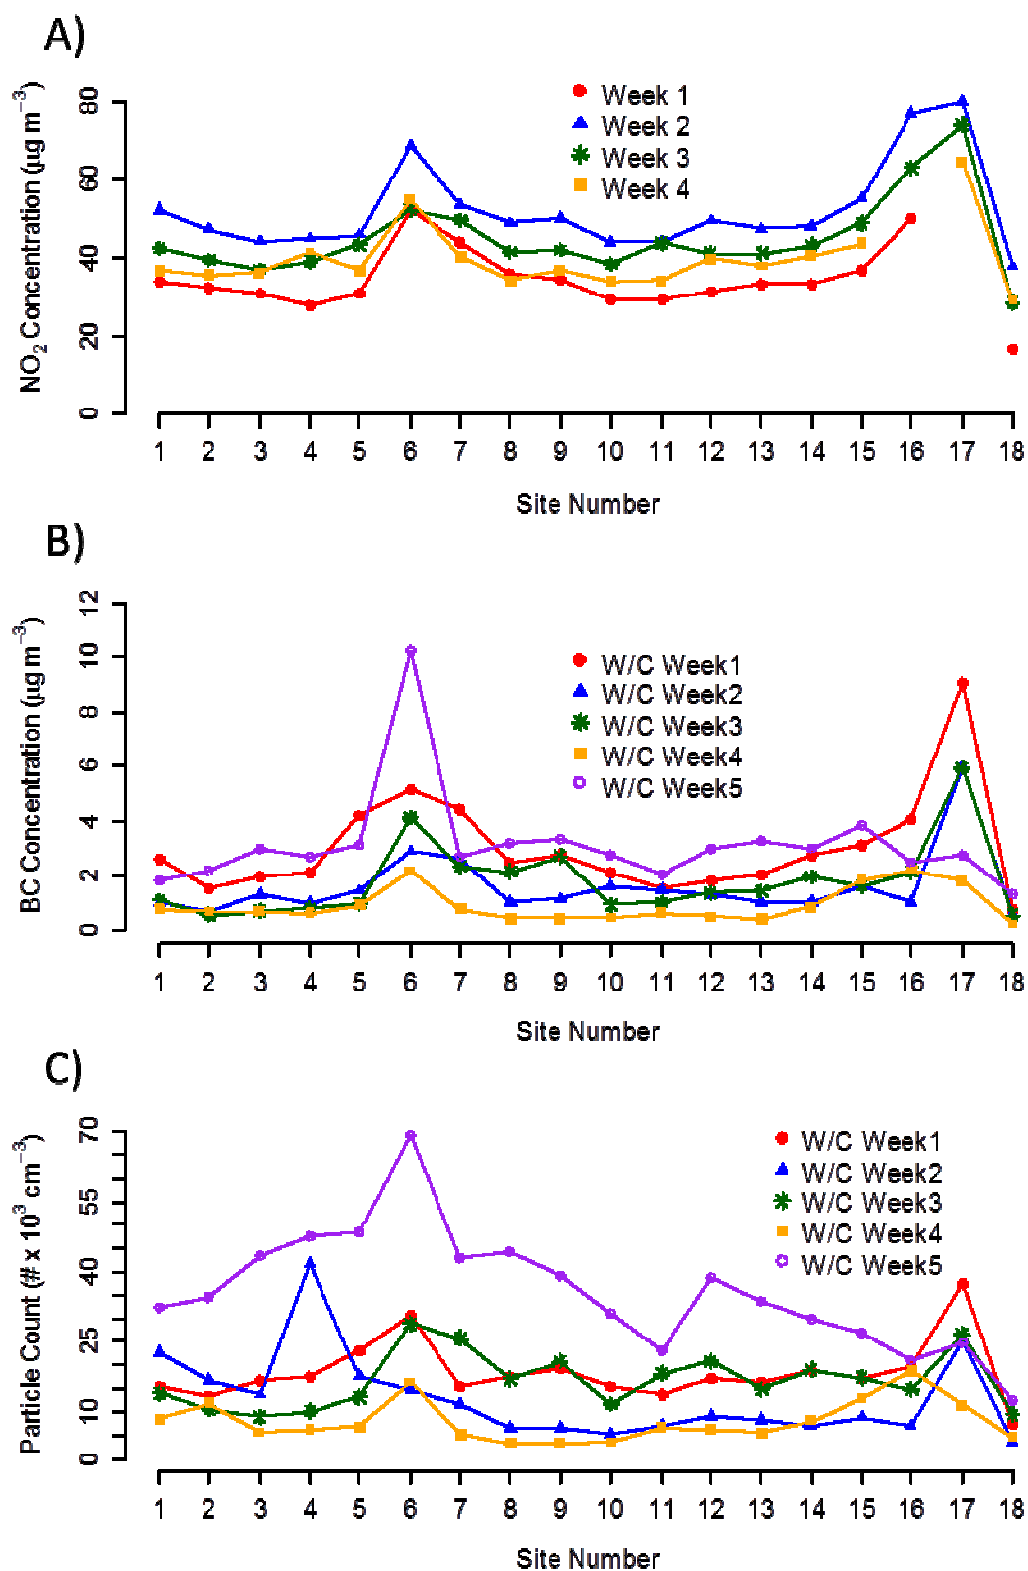 A)
NO₂ Concentration (µg m⁻³)
80
60
40
20
0
Week 1
Week 2
Week 3
Week 4
1 2 3 4 5 6 7 8 9 10 11 12 13 14 15 16 17 18
Site Number
B)
BC Concentration (µg m⁻³)
12
10
8
6
4
2
0
W/C Week1
W/C Week2
W/C Week3
W/C Week4
W/C Week5
1 2 3 4 5 6 7 8 9 10 11 12 13 14 15 16 17 18
Site Number
C)
Particle Count (# x 10³ cm⁻³)
70
55
40
25
10
0
W/C Week1
W/C Week2
W/C Week3
W/C Week4
W/C Week5
1 2 3 4 5 6 7 8 9 10 11 12 13 14 15 16 17 18
Site Number